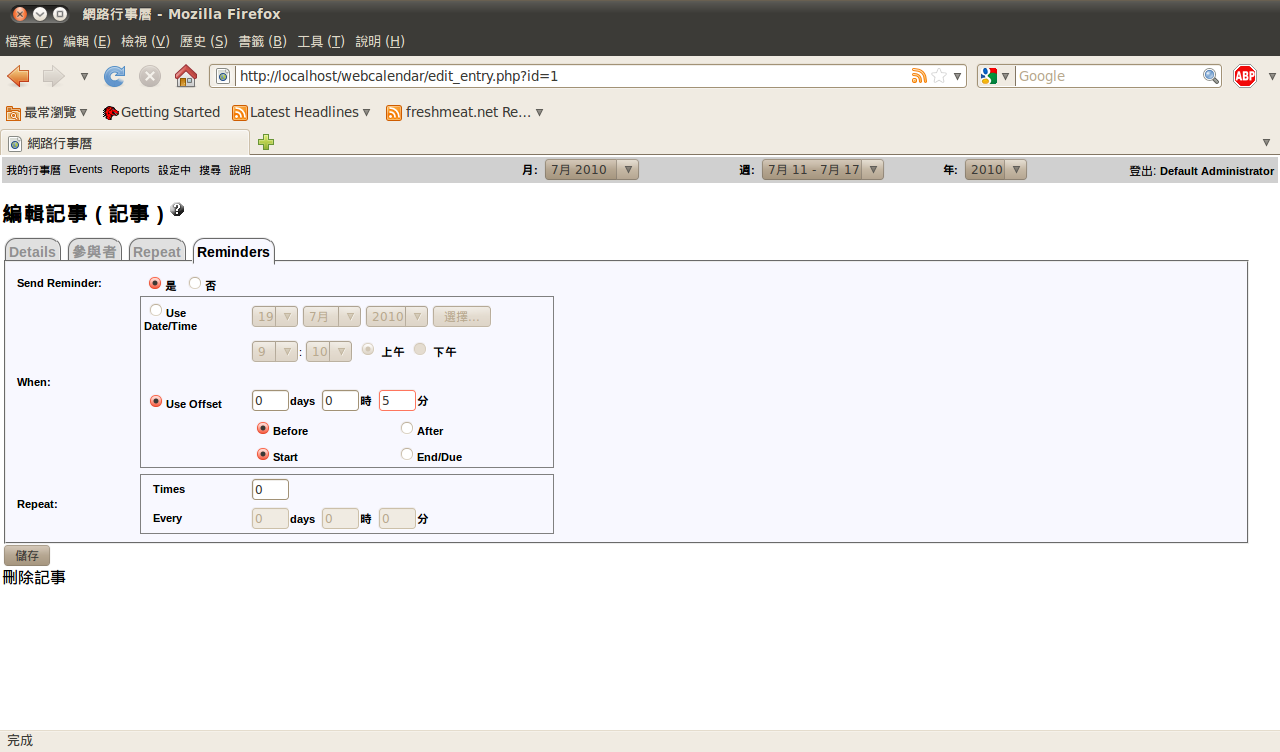 網路行事曆 - Mozilla Firefox
檔案 (F) 編輯 (E) 檢視 (V) 歷史 (S) 書籤 (B) 工具 (T) 說明 (H)
http://localhost/webcalendar/edit_entry.php?id=1 Google ABP
最常瀏覽 Getting Started Latest Headlines freshmeat.net Re...
網路行事曆
我的行事曆 Events Reports 設定中 搜尋 說明 月: 7月 2010 週: 7月 11 - 7月 17 年: 2010 登出: Default Administrator
編輯記事 ( 記事 ) ?
Details 參與者 Repeat Reminders
Send Reminder: 是 否
Use Date/Time 19 7月 2010 選擇...
9 : 10 上午 下午
When:
Use Offset 0 days 0 時 5 分
Before After
Start End/Due
Times 0
Repeat:
Every 0 days 0 時 0 分
儲存
刪除記事
完成